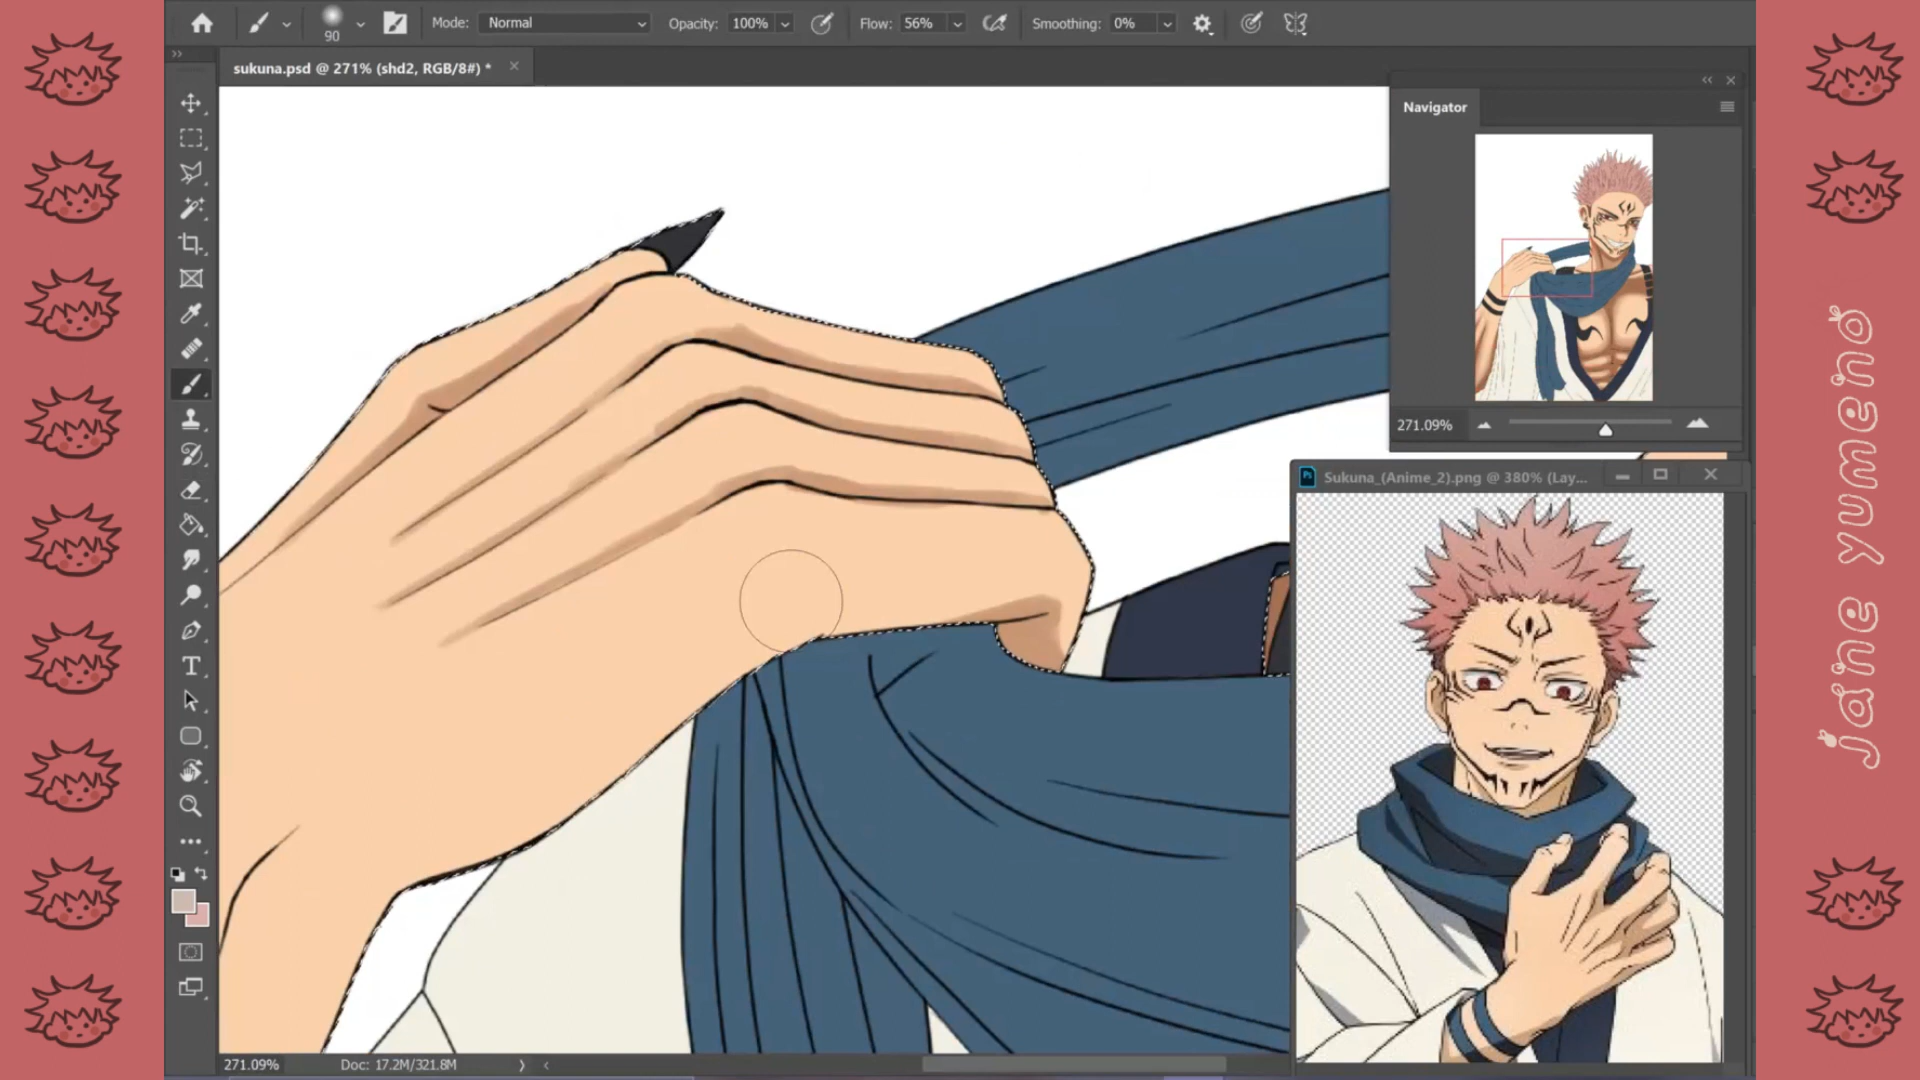 90
Mode: Normal
Opacity: 100%
Flow: 56%
Smoothing: 0%
sukuna.psd @ 271% (shd2, RGB/8#) *
Navigator
271.09%
Sukuna_(Anime_2).png @ 380% (Lay...
Ps
T
271.09%
Doc: 17.2M/321.8M
jane yumeno